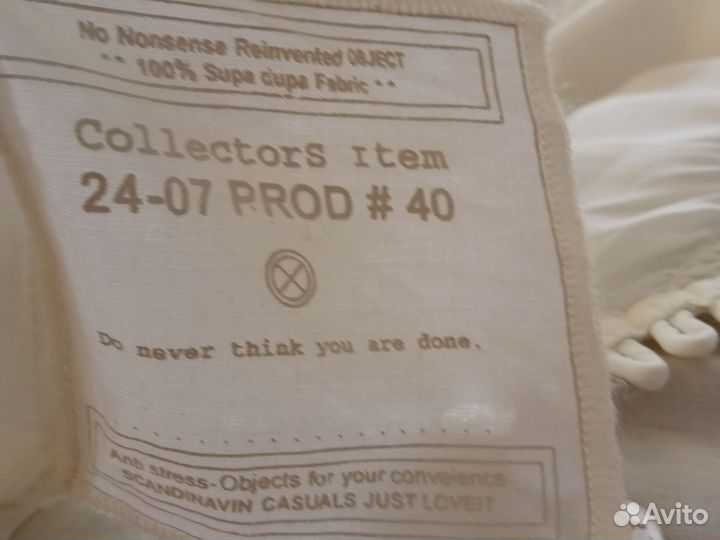 No Nonsense Reinvented OBJECT
** 100% Supa dupa Fabric **
CollectorS Item
24-07 PROD # 40
Do never think you are done.
Anti stress-Objects for your conveience.
SCANDINAVIN CASUALS JUST LOVEIT
Avito